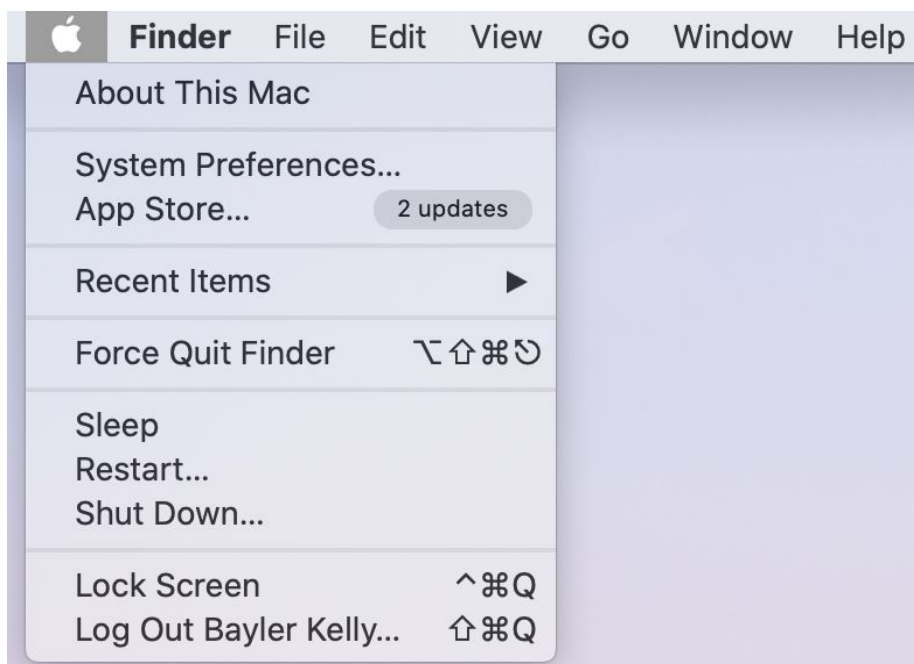 Finder File Edit View Go Window Help
About This Mac
System Preferences...
App Store... 2 updates
Recent Items ▶
Force Quit Finder ⌥⇧⌘⎋
Sleep
Restart...
Shut Down...
Lock Screen ^⌘Q
Log Out Bayler Kelly... ⇧⌘Q